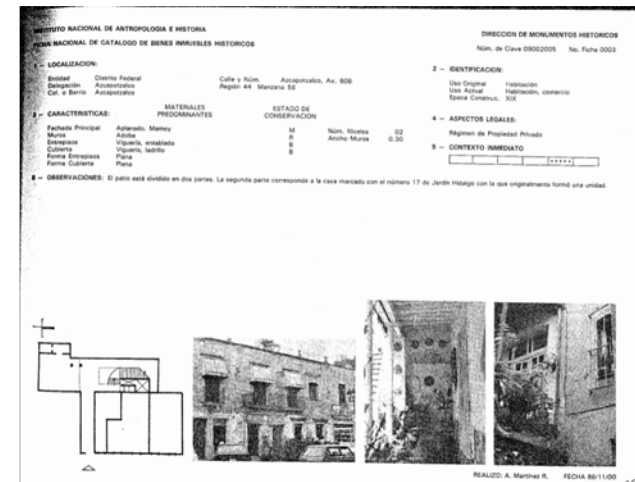 INSTITUTO NACIONAL DE ANTROPOLOGIA E HISTORIA
FICHA NACIONAL DE CATALOGO DE BIENES INMUEBLES HISTORICOS
DIRECCION DE MONUMENTOS HISTORICOS
Núm. de Clave 09002005 No. Ficha 0003
1 — LOCALIZACION:
Entidad Distrito Federal
Delegación Azcapotzalco
Col. o Barrio Azcapotzalco
Calle y Núm. Azcapotzalco, Av. 606
Región 44 Manzana
2 — IDENTIFICACION:
Uso Original Habitación
Uso Actual Habitación, comercio
Epoca Construc. XIX
3 — CARACTERISTICAS:
MATERIALES PREDOMINANTES
ESTADO DE CONSERVACIÓN
Fachada Principal Aplanado, Mamey M
Muros Adobe R
Entrepisos Viguería, entablado B
Cubierta Viguería, ladrillo B
Forma Entrepisos Plana
Forma Cubierta Plana
Núm. Niveles 02
Ancho Muros 0.30
4 — ASPECTOS LEGALES:
Régimen de Propiedad Privado
5 — CONTEXTO INMEDIATO
6 — OBSERVACIONES: El patio está dividido en dos partes. La segunda parte corresponde a la casa marcado con el número 17 de Jardín Hidalgo con la que originalmente formó una unidad.
REALIZO: A. Martínez R. FECHA 86/11/00